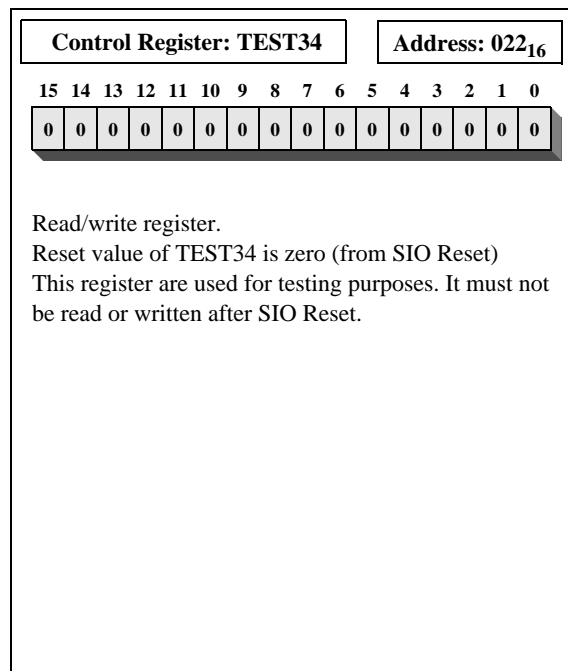 Control Register: TEST34 Address: 022₁₆
15 14 13 12 11 10 9 8 7 6 5 4 3 2 1 0
0 0 0 0 0 0 0 0 0 0 0 0 0 0 0 0
Read/write register.
Reset value of TEST34 is zero (from SIO Reset)
This register are used for testing purposes. It must not
be read or written after SIO Reset.